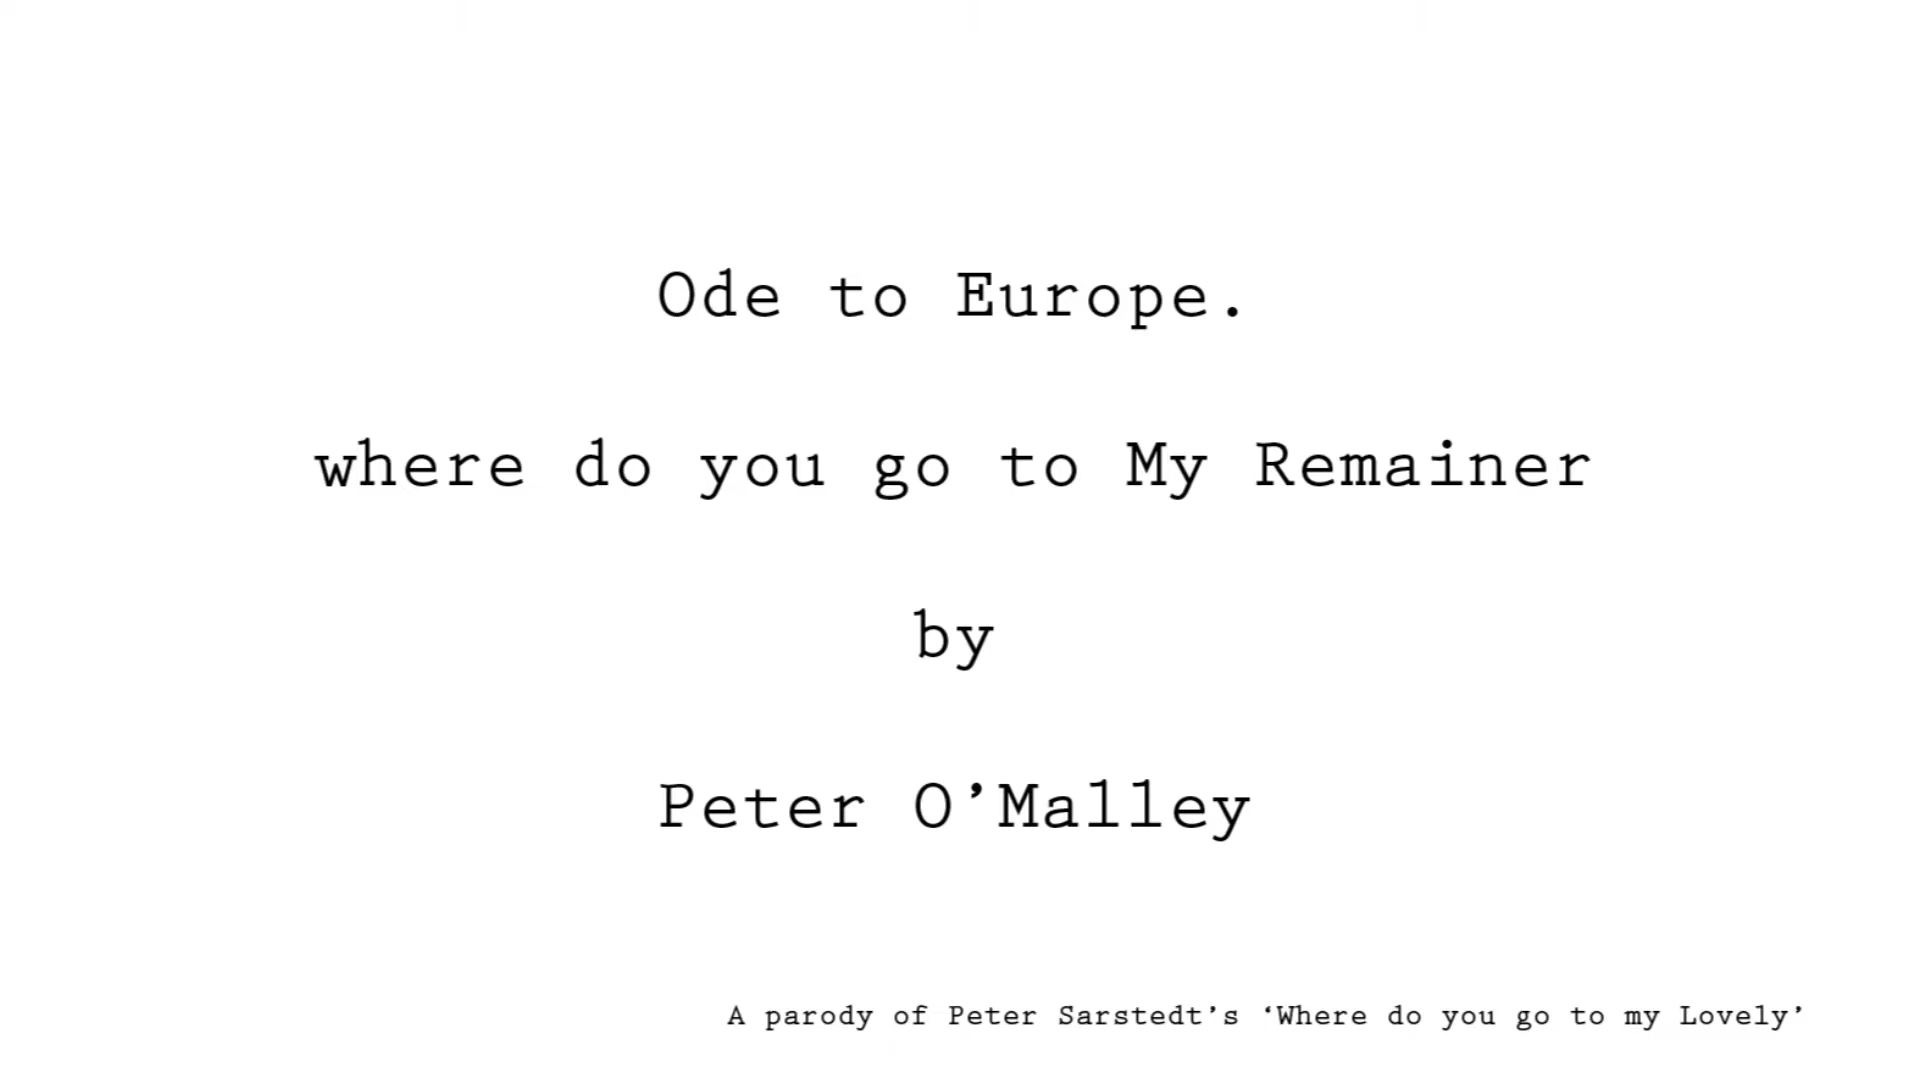 Ode to Europe.
where do you go to My Remainer
by
Peter O’Malley
A parody of Peter Sarstedt’s ‘Where do you go to my Lovely’